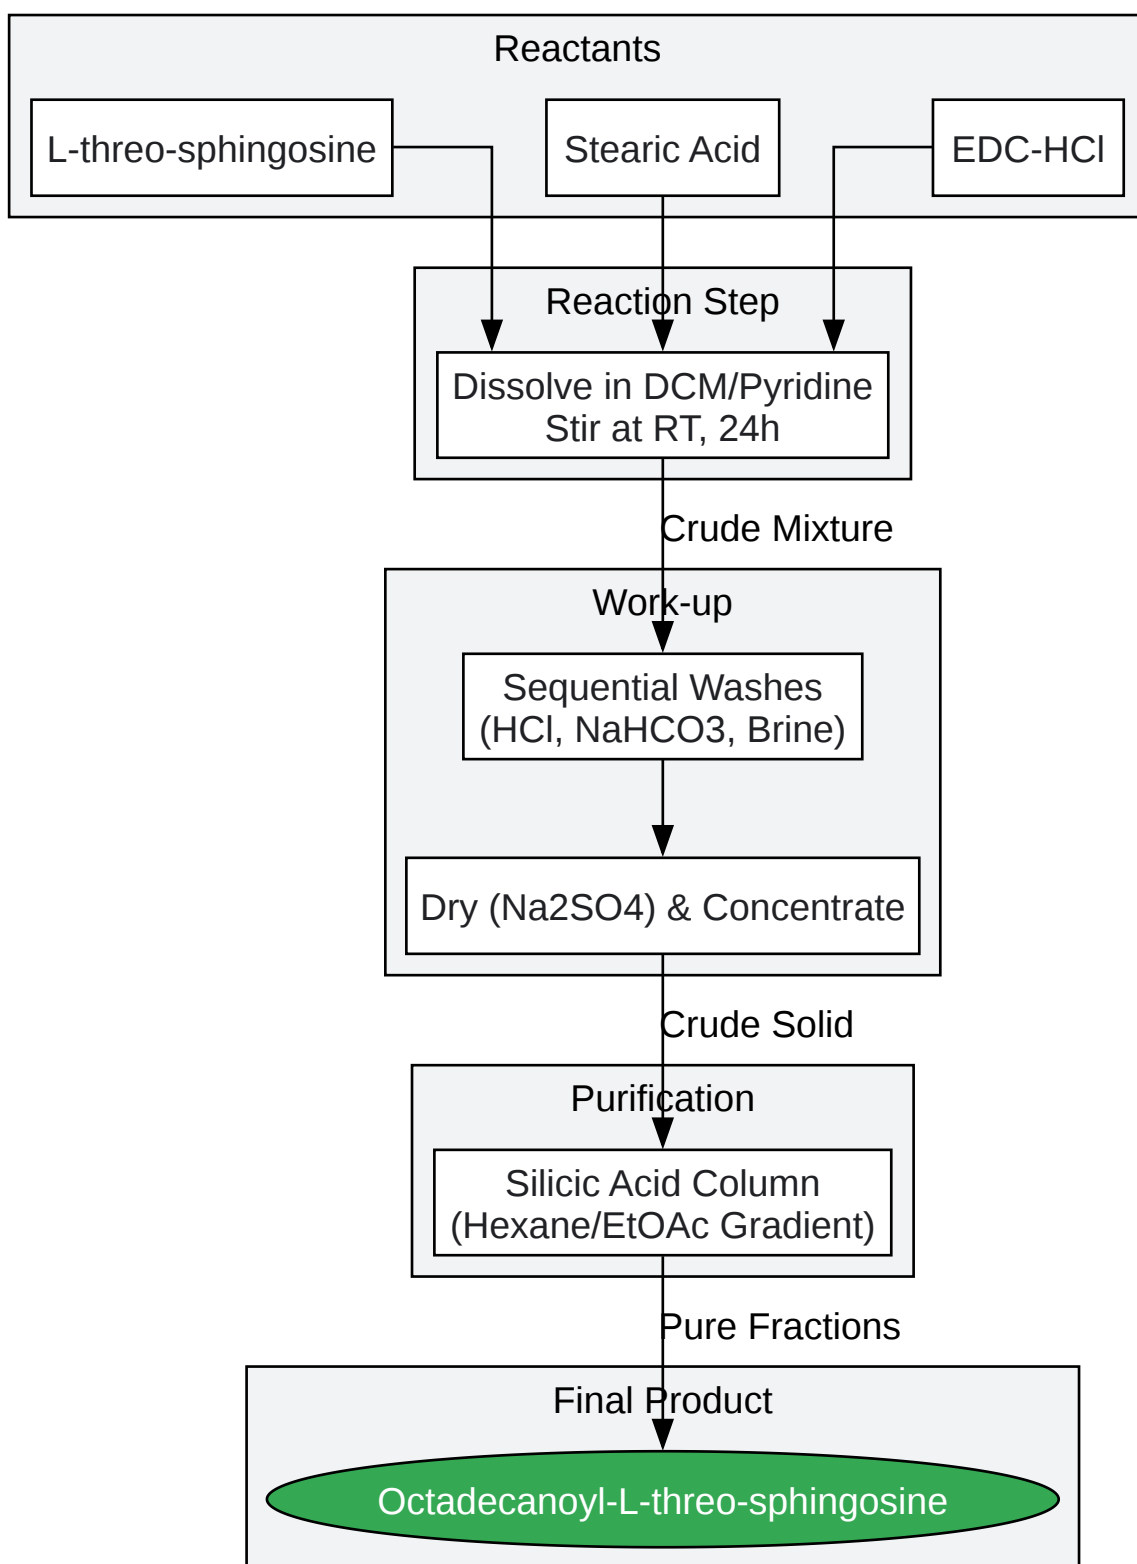 Reactants
L-threo-sphingosine
Stearic Acid
EDC-HCl
Reaction Step
Dissolve in DCM/Pyridine
Stir at RT, 24h
Crude Mixture
Work-up
Sequential Washes
(HCl, NaHCO3, Brine)
Dry (Na2SO4) & Concentrate
Crude Solid
Purification
Silicic Acid Column
(Hexane/EtOAc Gradient)
Pure Fractions
Final Product
Octadecanoyl-L-threo-sphingosine